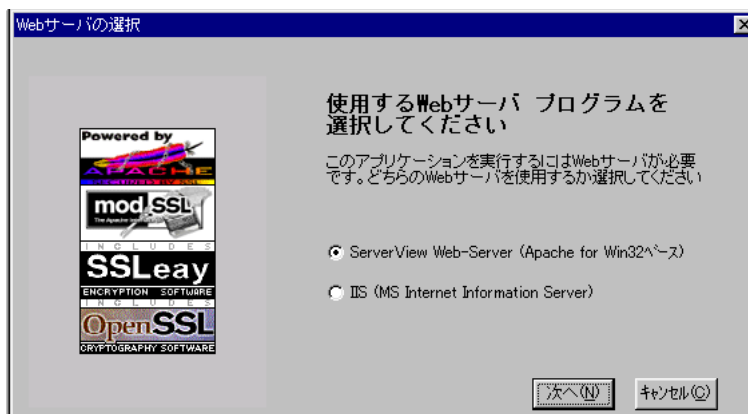 Webサーバの選択
使用するWebサーバ プログラムを
選択してください
このアプリケーションを実行するにはWebサーバが必要
です。どちらのWebサーバを使用するか選択してください
Powered by
APACHE
mod_SSL
INCLUDES
SSLeay
ENCRYPTION SOFTWARE
INCLUDES
OpenSSL
CRYPTOGRAPHY SOFTWARE
ServerView Web-Server (Apache for Win32ベース)
IIS (MS Internet Information Server)
次へ(N)
キャンセル(C)